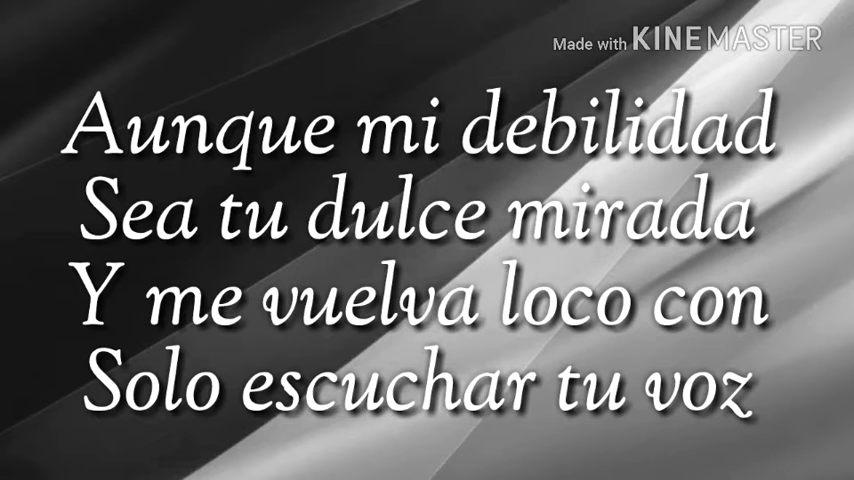 Made with KINEMASTER
Aunque mi debilidad
Sea tu dulce mirada
Y me vuelva loco con
Solo escuchar tu voz